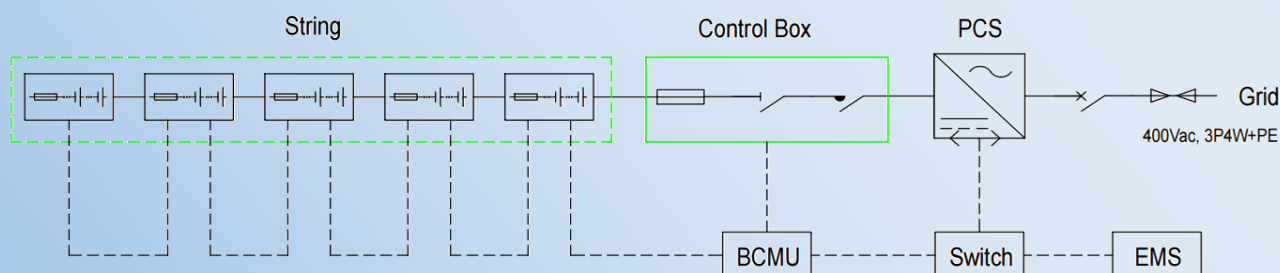 String
Control Box
PCS
Grid
400Vac, 3P4W+PE
BCMU
Switch
EMS